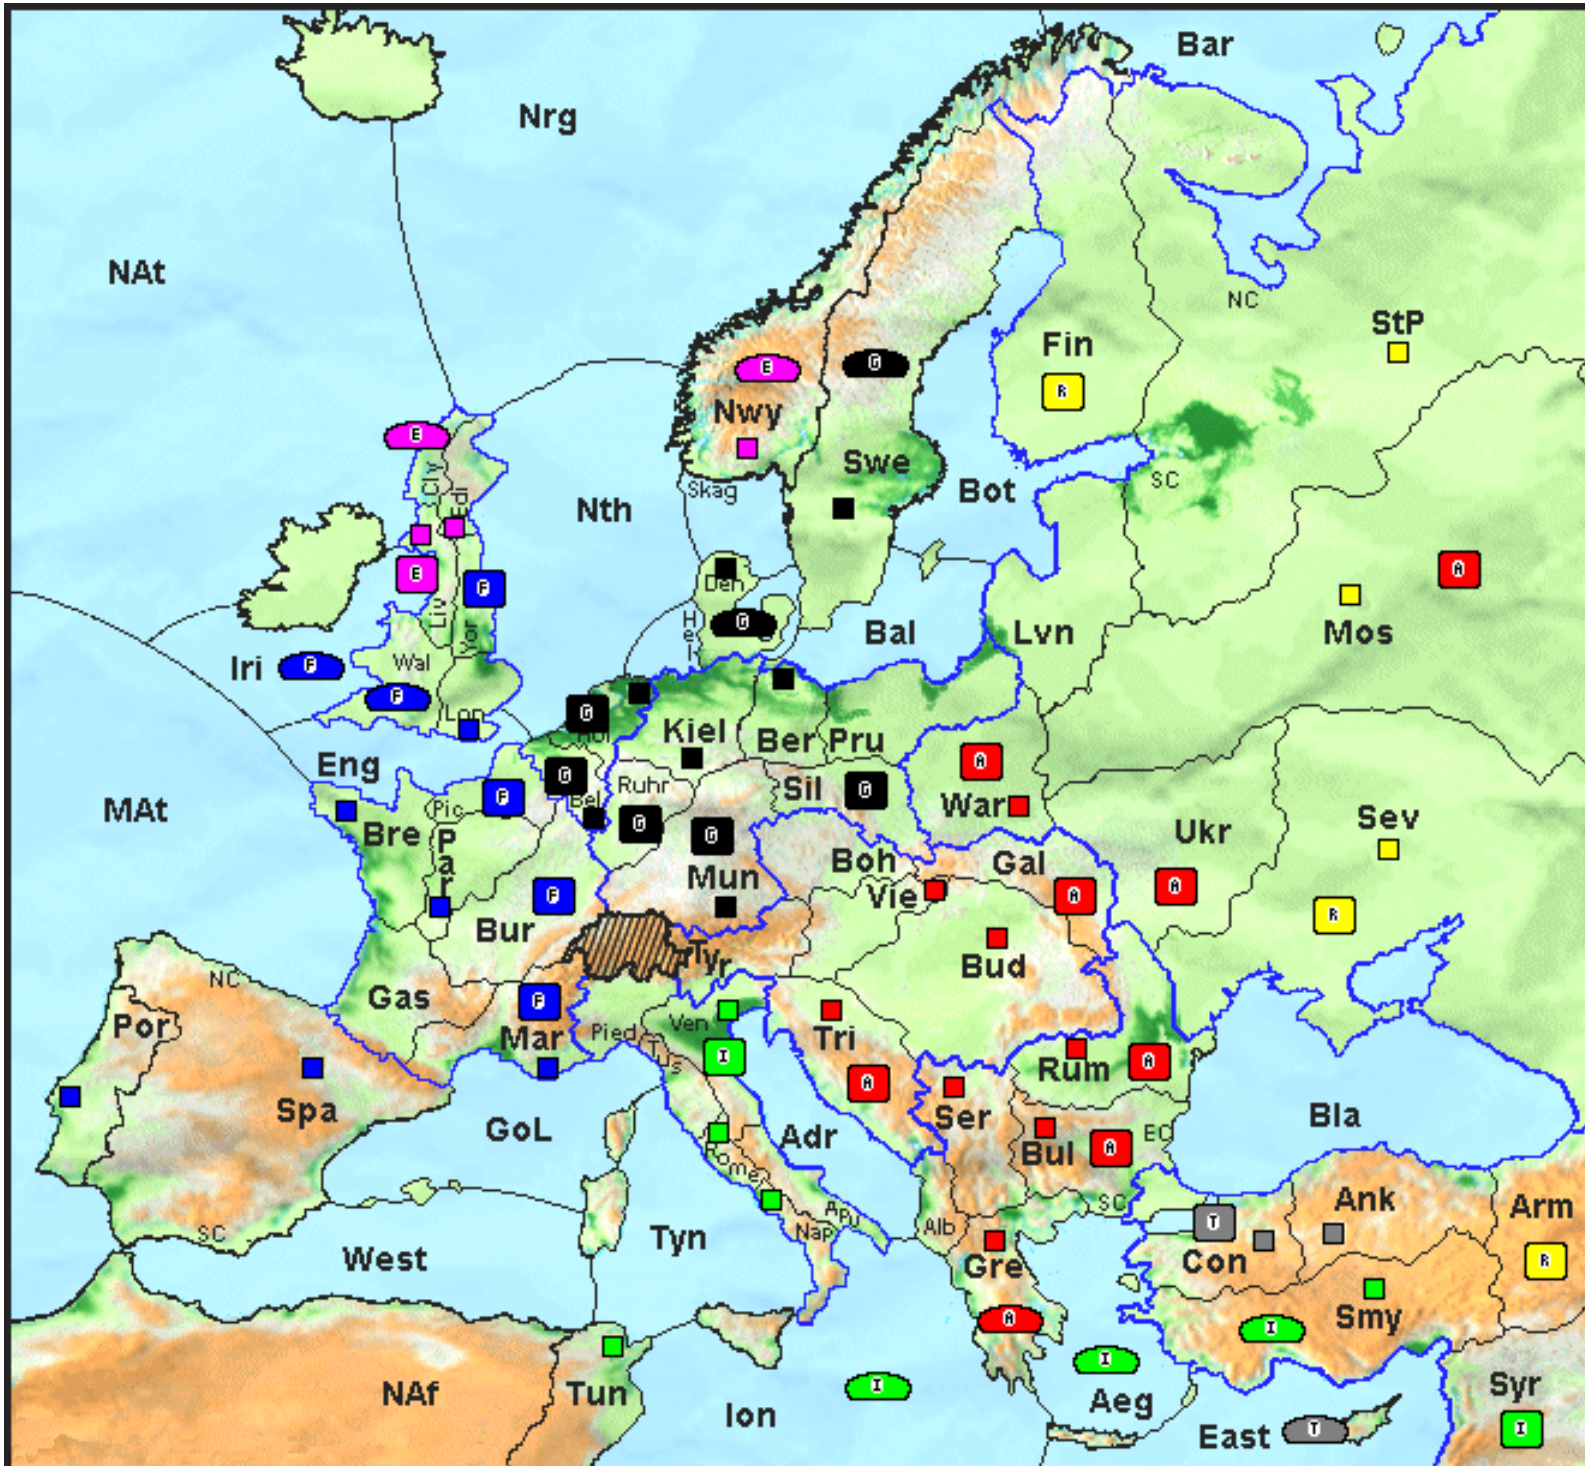 Bar
Nrg
NAt
NC
StP
Fin
E
G
R
Nwy
E
Swe
Cly
Edi
SC
Skag
Bot
Nth
A
Den
E
F
Liv
Yor
Hel
G
Bal
Lvn
Mos
Iri
F
Wal
F
G
Lon
Hol
Kiel
Ber
Pru
Eng
A
G
Ruhr
Sil
G
War
MAt
Pic
F
Bel
Bre
Par
G
G
Ukr
Sev
Boh
Gal
Mun
Vie
F
A
A
R
Bur
Tyr
Bud
NC
Gas
F
Por
Mar
Pied
Ven
Tri
I
Tus
Rum
A
A
Spa
Ser
GoL
Adr
Bla
Bul
A
EC
Rome
Ank
SC
Apu
Arm
SC
Tyn
Nap
Alb
T
West
Gre
Con
R
Smy
A
I
I
NAf
Tun
I
Aeg
Syr
Ion
East
T
I